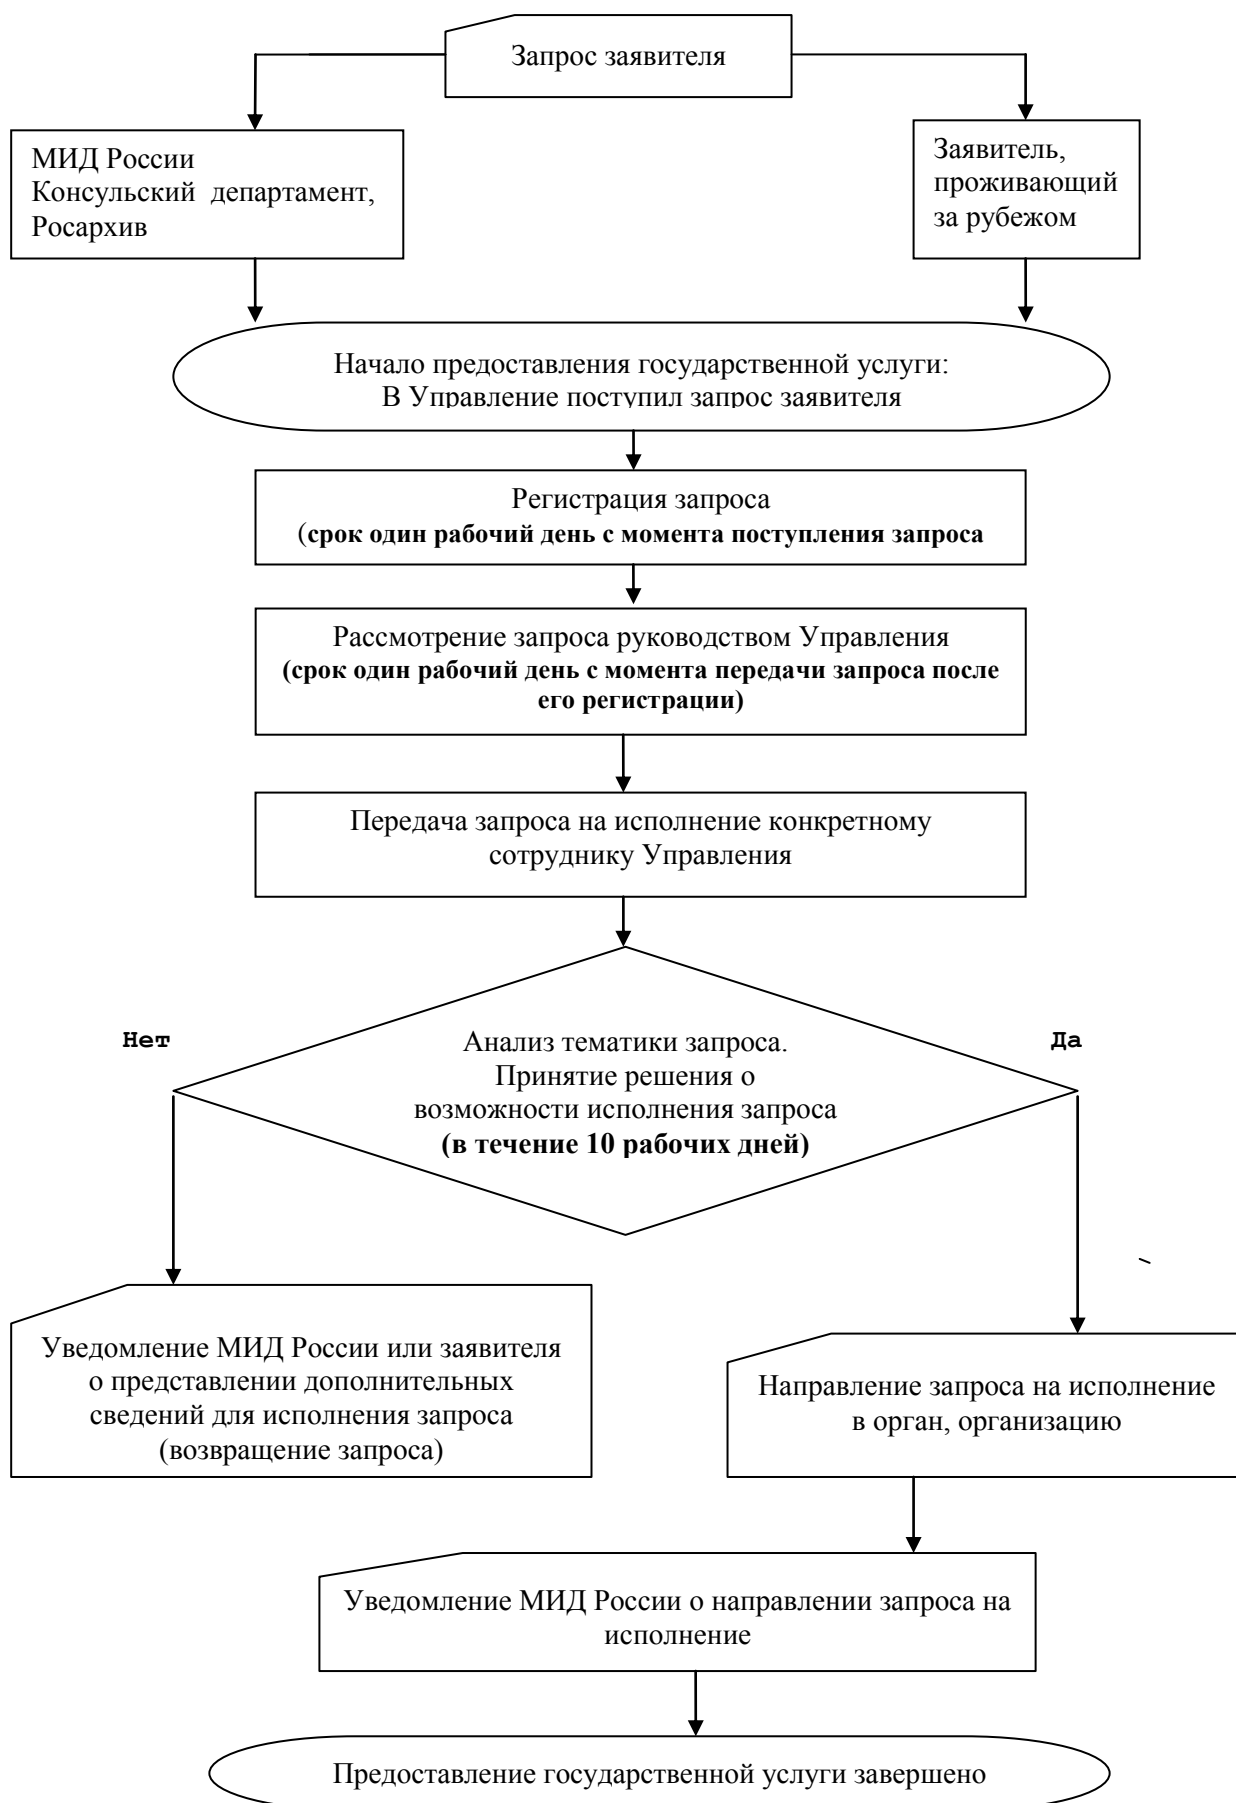 Запрос заявителя
МИД России
Консульский департамент,
Росархив
Заявитель,
проживающий
за рубежом
Начало предоставления государственной услуги:
В Управление поступил запрос заявителя
Регистрация запроса
(срок один рабочий день с момента поступления запроса
Рассмотрение запроса руководством Управления
(срок один рабочий день с момента передачи запроса после
его регистрации)
Передача запроса на исполнение конкретному
сотруднику Управления
Нет
Да
Анализ тематики запроса.
Принятие решения о
возможности исполнения запроса
(в течение 10 рабочих дней)
Уведомление МИД России или заявителя
о представлении дополнительных
сведений для исполнения запроса
(возвращение запроса)
Направление запроса на исполнение
в орган, организацию
Уведомление МИД России о направлении запроса на
исполнение
Предоставление государственной услуги завершено